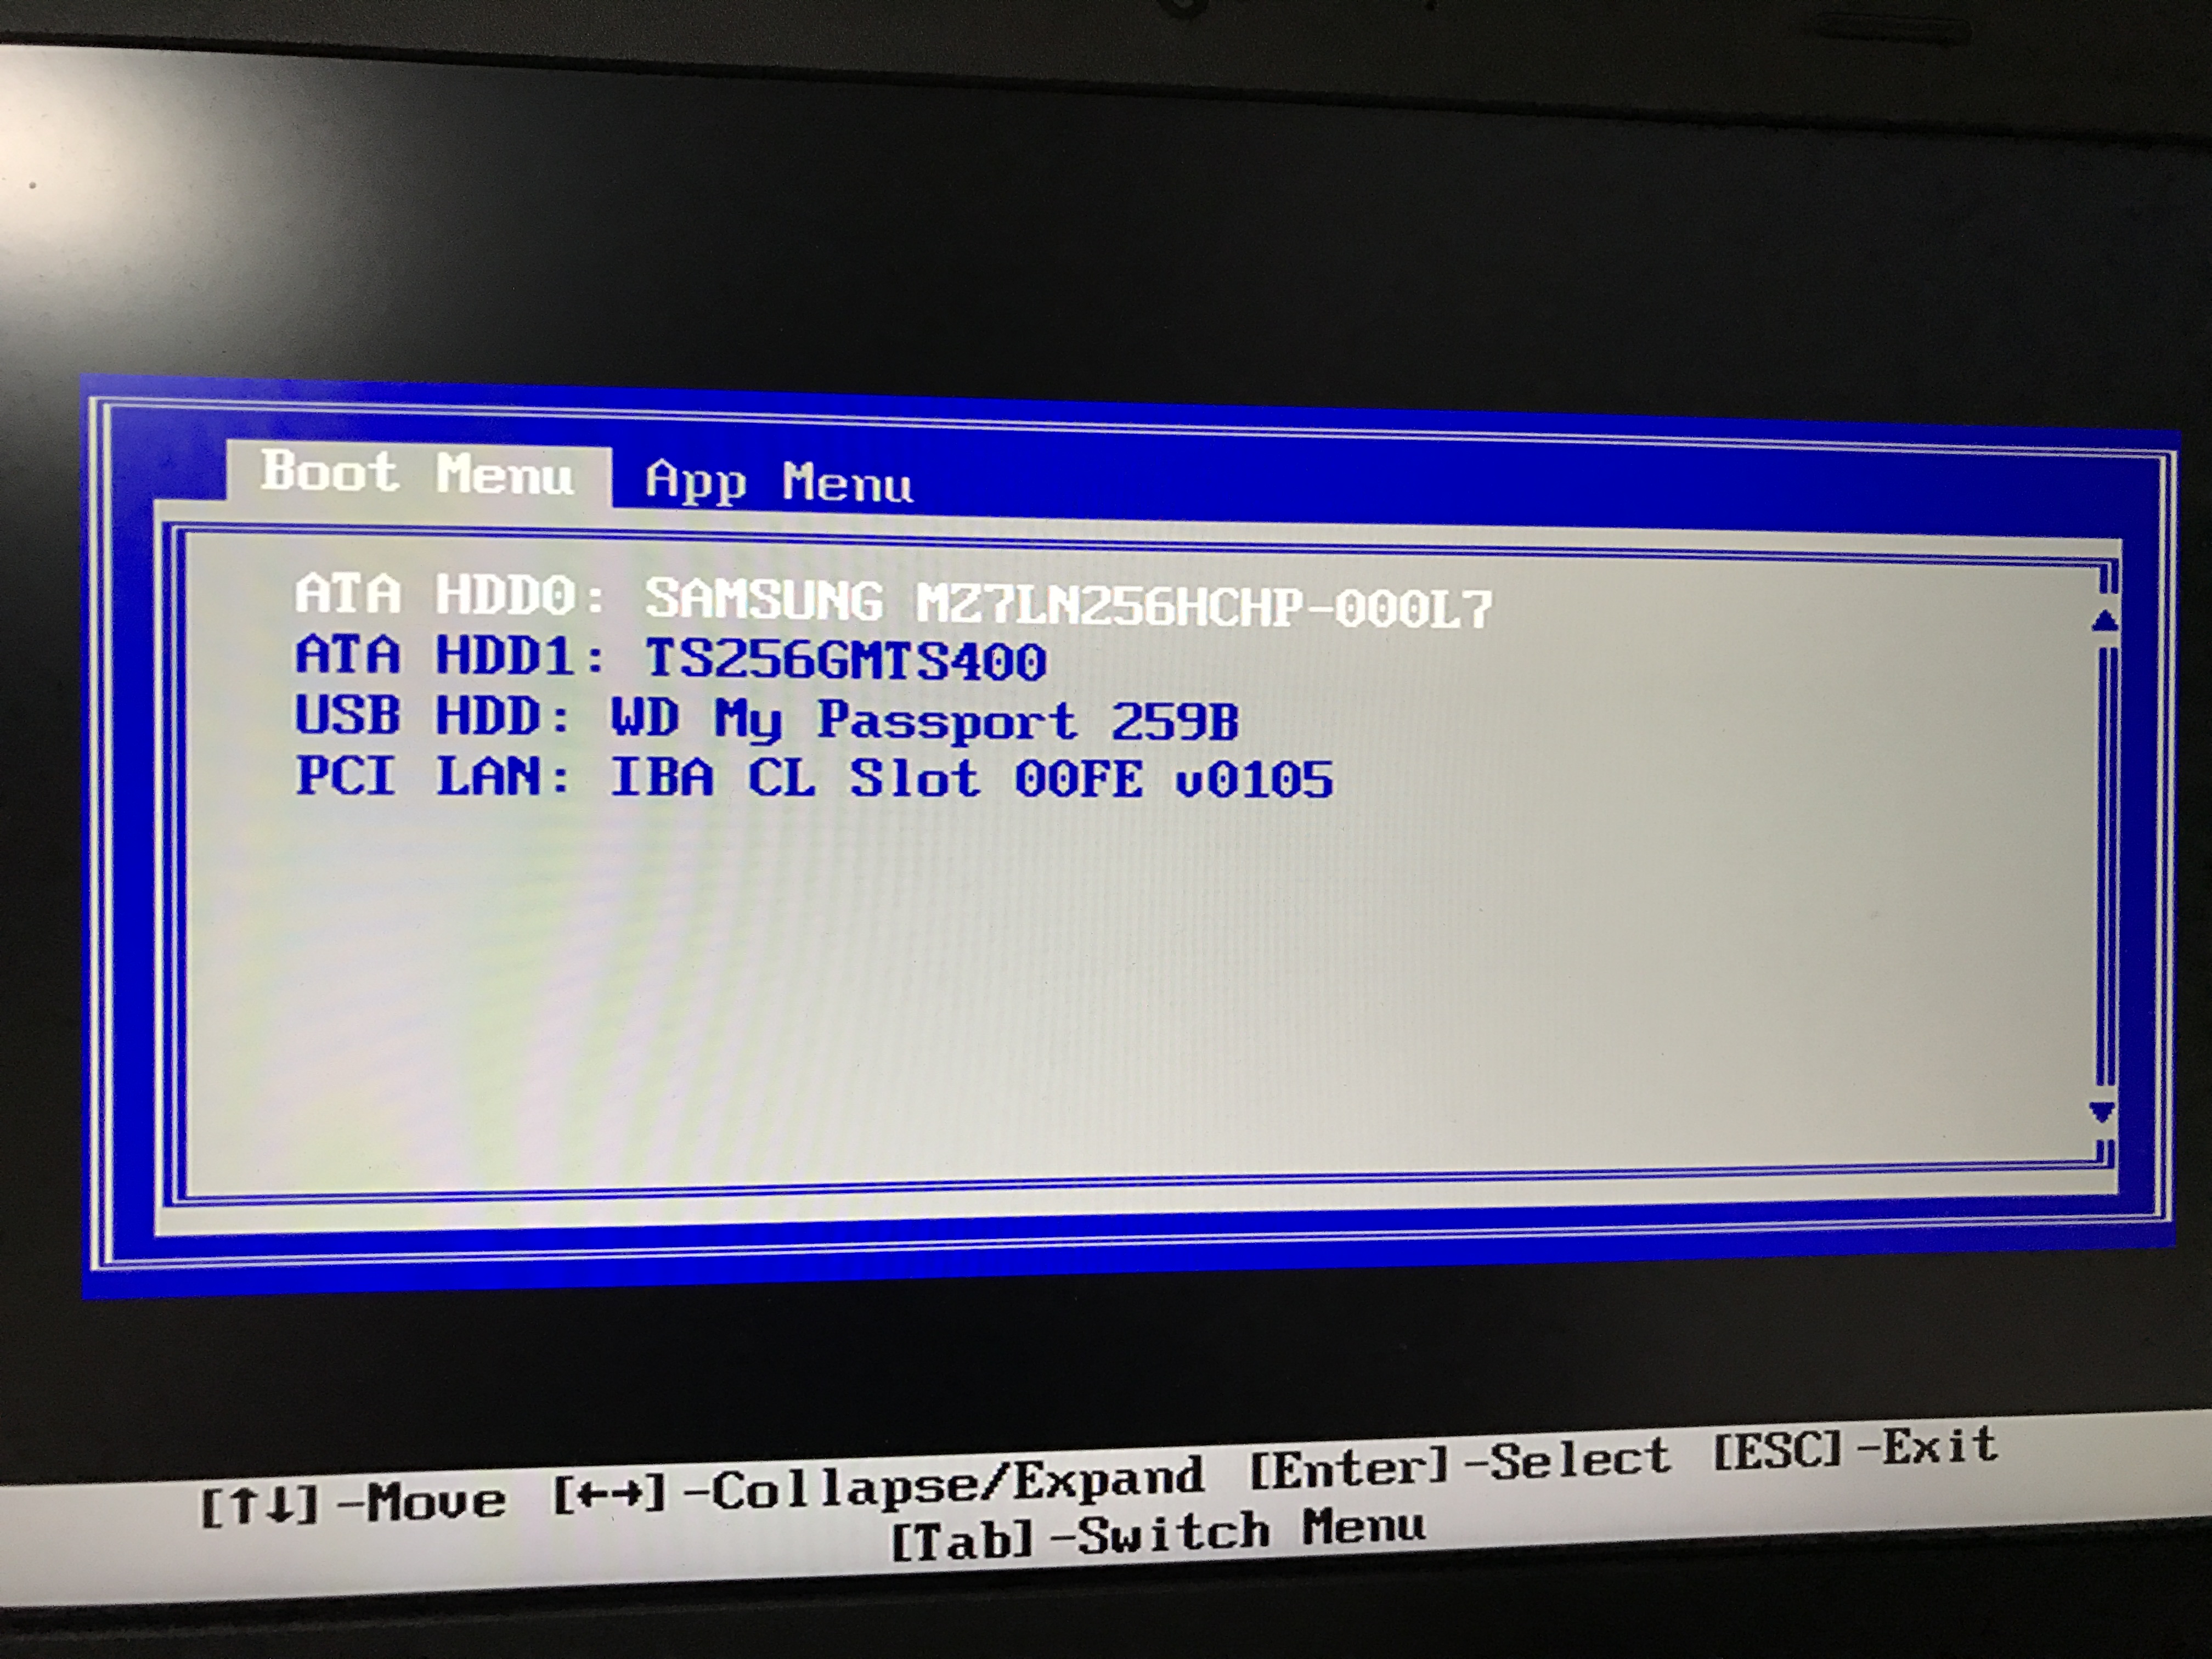 Boot Menu App Menu
ATA HDD0: SAMSUNG MZ7LN256HCHP-000L7
ATA HDD1: TS256GMTS400
USB HDD: WD My Passport 259B
PCI LAN: IBA CL Slot 00FE v0105
[↑↓]-Move [←→]-Collapse/Expand [Enter]-Select [ESC]-Exit
[Tab]-Switch Menu